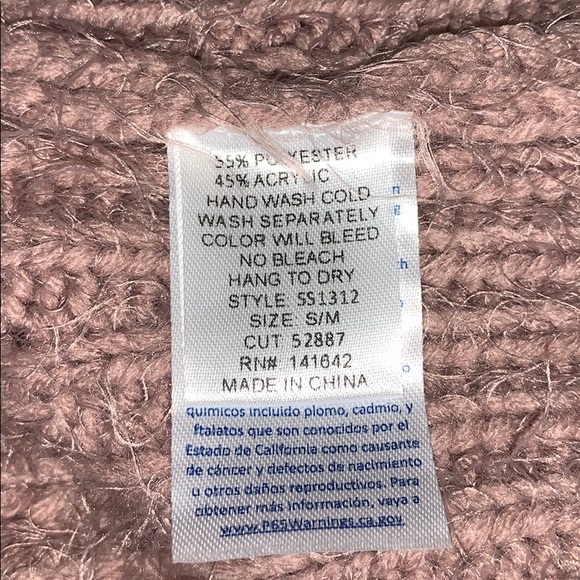 55% POLYESTER
45% ACRYLIC
HAND WASH COLD
WASH SEPARATELY
COLOR WILL BLEED
NO BLEACH
HANG TO DRY
STYLE: SS1312
SIZE: S/M
CUT 52887
RN# 141642
MADE IN CHINA
químicos incluido plomo, cadmio, y
ftalatos que son conocidos por el
Estado de California como causante
de cáncer y defectos de nacimiento
u otros daños reproductivos. Para
obtener más información, vaya a
www.P65Warnings.ca.gov